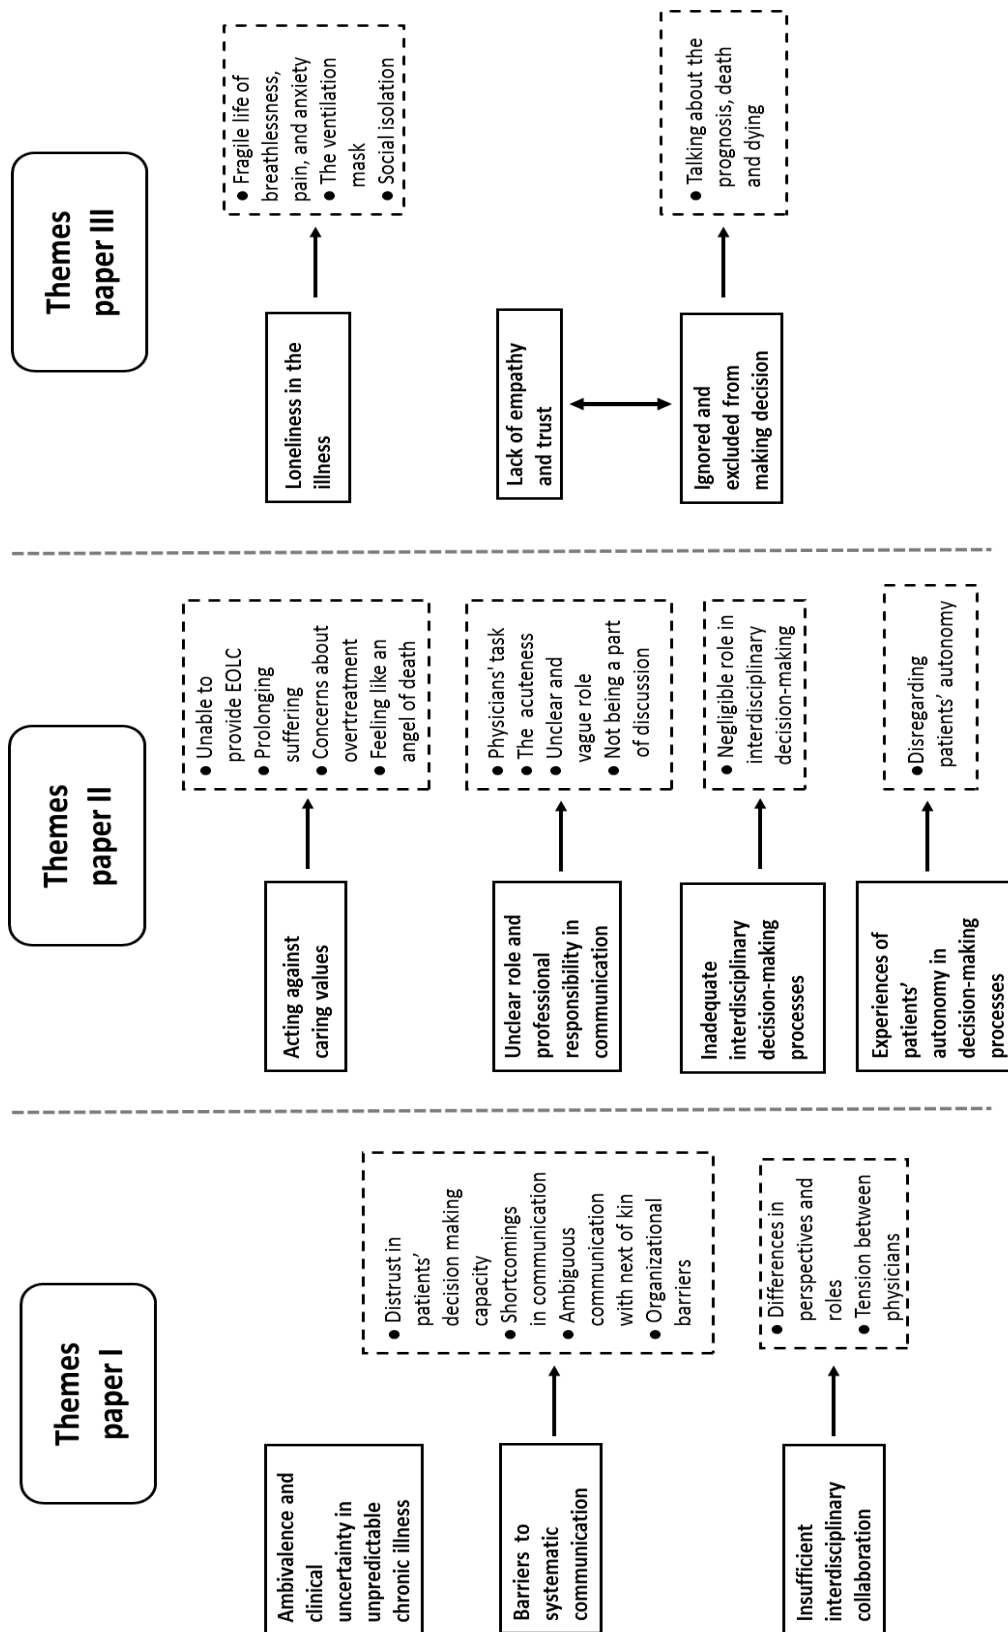 Themes
paper I
Ambivalence and
clinical
uncertainty in
unpredictable
chronic illness
Barriers to
systematic
communication
● Distrust in
patients’
decision making
capacity
● Shortcomings
in communication
● Ambiguous
communication
with next of kin
● Organizational
barriers
Insufficient
interdisciplinary
collaboration
● Differences in
perspectives and
roles
● Tension between
physicians
Themes
paper II
Acting against
caring values
● Unable to
provide EOLC
● Prolonging
suffering
● Concerns about
overtreatment
● Feeling like an
angel of death
Unclear role and
professional
responsibility in
communication
● Physicians' task
● The acuteness
● Unclear and
vague role
● Not being a part
of discussion
Inadequate
interdisciplinary
decision-making
processes
● Negligible role in
interdisciplinary
decision-making
Experiences of
patients’
autonomy in
decision-making
processes
●Disregarding
patients’ autonomy
Themes
paper III
Loneliness in the
illness
● Fragile life of
breathlessness,
pain, and anxiety
● The ventilation
mask
● Social isolation
Lack of empathy
and trust
Ignored and
excluded from
making decision
● Talking about the
prognosis, death
and dying